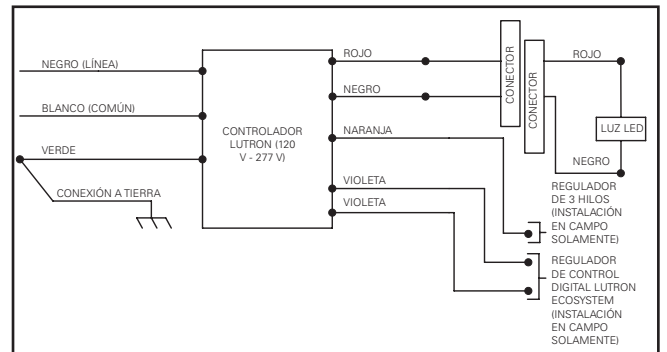 NEGRO (LÍNEA)
BLANCO (COMÚN)
VERDE
CONEXIÓN A TIERRA
CONTROLADOR
LUTRON (120
V - 277 V)
ROJO
NEGRO
NARANJA
VIOLETA
VIOLETA
CONECTOR
CONECTOR
ROJO
LUZ LED
NEGRO
REGULADOR
DE 3 HILOS
(INSTALACIÓN
EN CAMPO
SOLAMENTE)
REGULADOR
DE CONTROL
DIGITAL LUTRON
ECOSYSTEM
(INSTALACIÓN
EN CAMPO
SOLAMENTE)